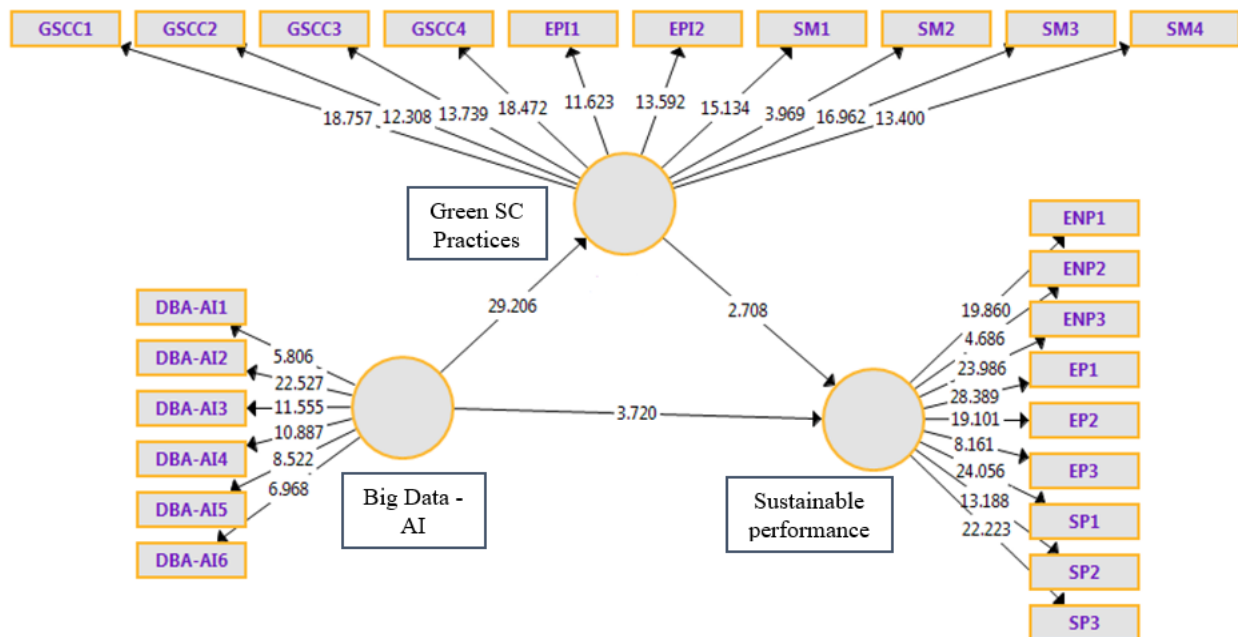 GSCC1 GSCC2 GSCC3 GSCC4 EPI1 EPI2 SM1 SM2 SM3 SM4
18.757 12.308 13.739 18.472 11.623 13.592 15.134 3.969 16.962 13.400
Green SC
Practices
ENP1
ENP2
ENP3
EP1
EP2
EP3
SP1
SP2
SP3
19.860
4.686
23.986
28.389
19.101
8.161
24.056
13.188
22.223
29.206
2.708
3.720
DBA-AI1
DBA-AI2
DBA-AI3
DBA-AI4
DBA-AI5
DBA-AI6
5.806
22.527
11.555
10.887
8.522
6.968
Big Data -
AI
Sustainable
performance